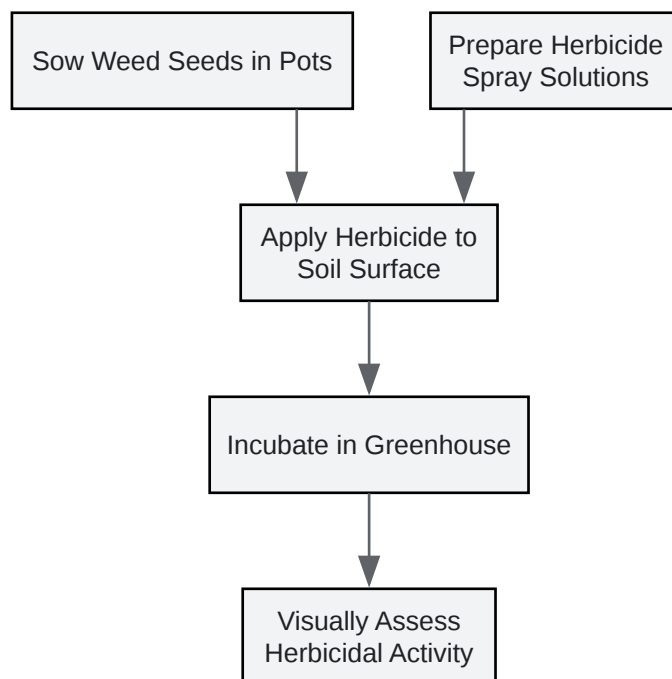 Sow Weed Seeds in Pots
Prepare Herbicide
Spray Solutions
Apply Herbicide to
Soil Surface
Incubate in Greenhouse
Visually Assess
Herbicidal Activity